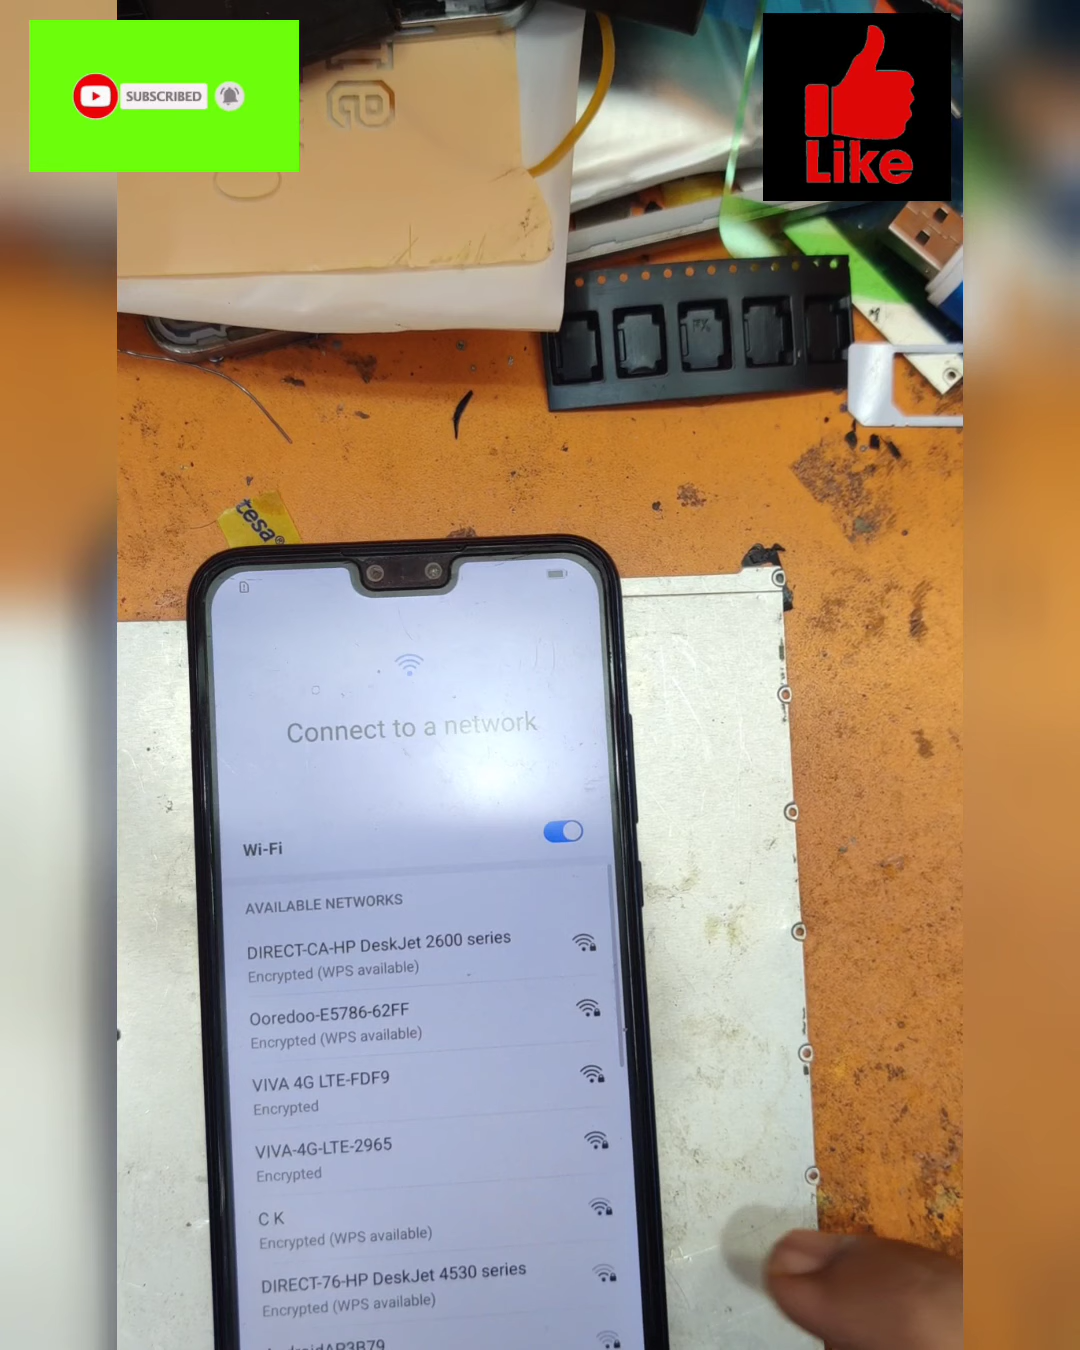 SUBSCRIBED
Like
tesa®
Connect to a network
Wi-Fi
AVAILABLE NETWORKS
DIRECT-CA-HP DeskJet 2600 series
Encrypted (WPS available)
Ooredoo-E5786-62FF
Encrypted (WPS available)
VIVA 4G LTE-FDF9
Encrypted
VIVA-4G-LTE-2965
Encrypted
C K
Encrypted (WPS available)
DIRECT-76-HP DeskJet 4530 series
Encrypted (WPS available)
AndroidAP3B79